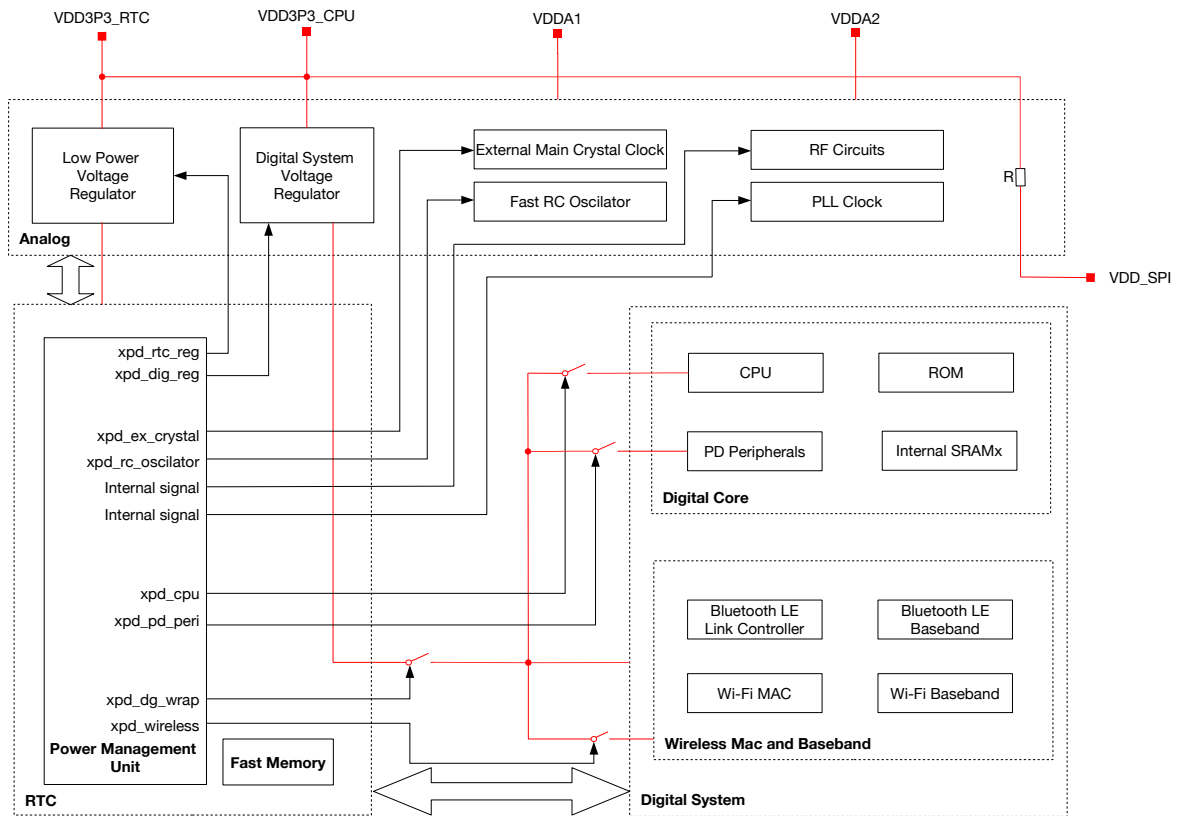 VDD3P3_RTC
VDD3P3_CPU
VDDA1
VDDA2
Low Power
Voltage
Regulator
Digital System
Voltage
Regulator
External Main Crystal Clock
Fast RC Oscilator
RF Circuits
PLL Clock
R
Analog
VDD_SPI
xpd_rtc_reg
xpd_dig_reg
xpd_ex_crystal
xpd_rc_oscilator
Internal signal
Internal signal
xpd_cpu
xpd_pd_peri
xpd_dg_wrap
xpd_wireless
Power Management
Unit
Fast Memory
RTC
CPU
ROM
PD Peripherals
Internal SRAMx
Digital Core
Bluetooth LE
Link Controller
Bluetooth LE
Baseband
Wi-Fi MAC
Wi-Fi Baseband
Wireless Mac and Baseband
Digital System